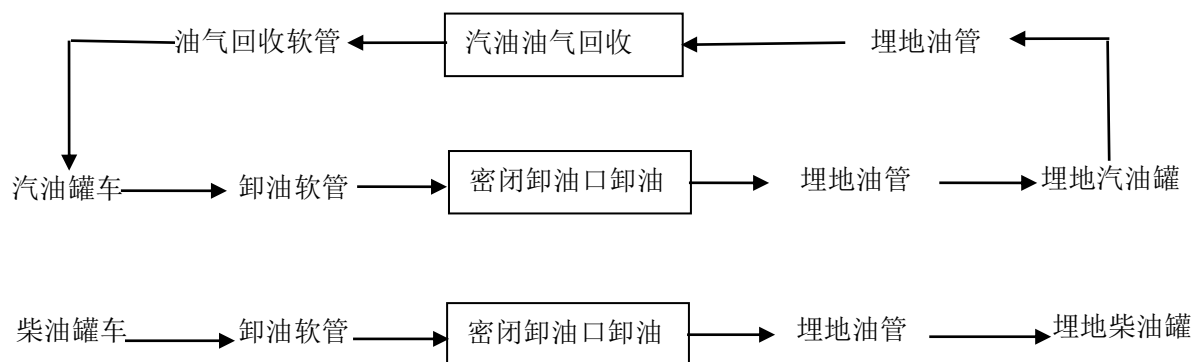 油气回收软管 汽油油气回收 埋地油管
汽油罐车 卸油软管 密闭卸油口卸油 埋地油管 埋地汽油罐
柴油罐车 卸油软管 密闭卸油口卸油 埋地油管 埋地柴油罐